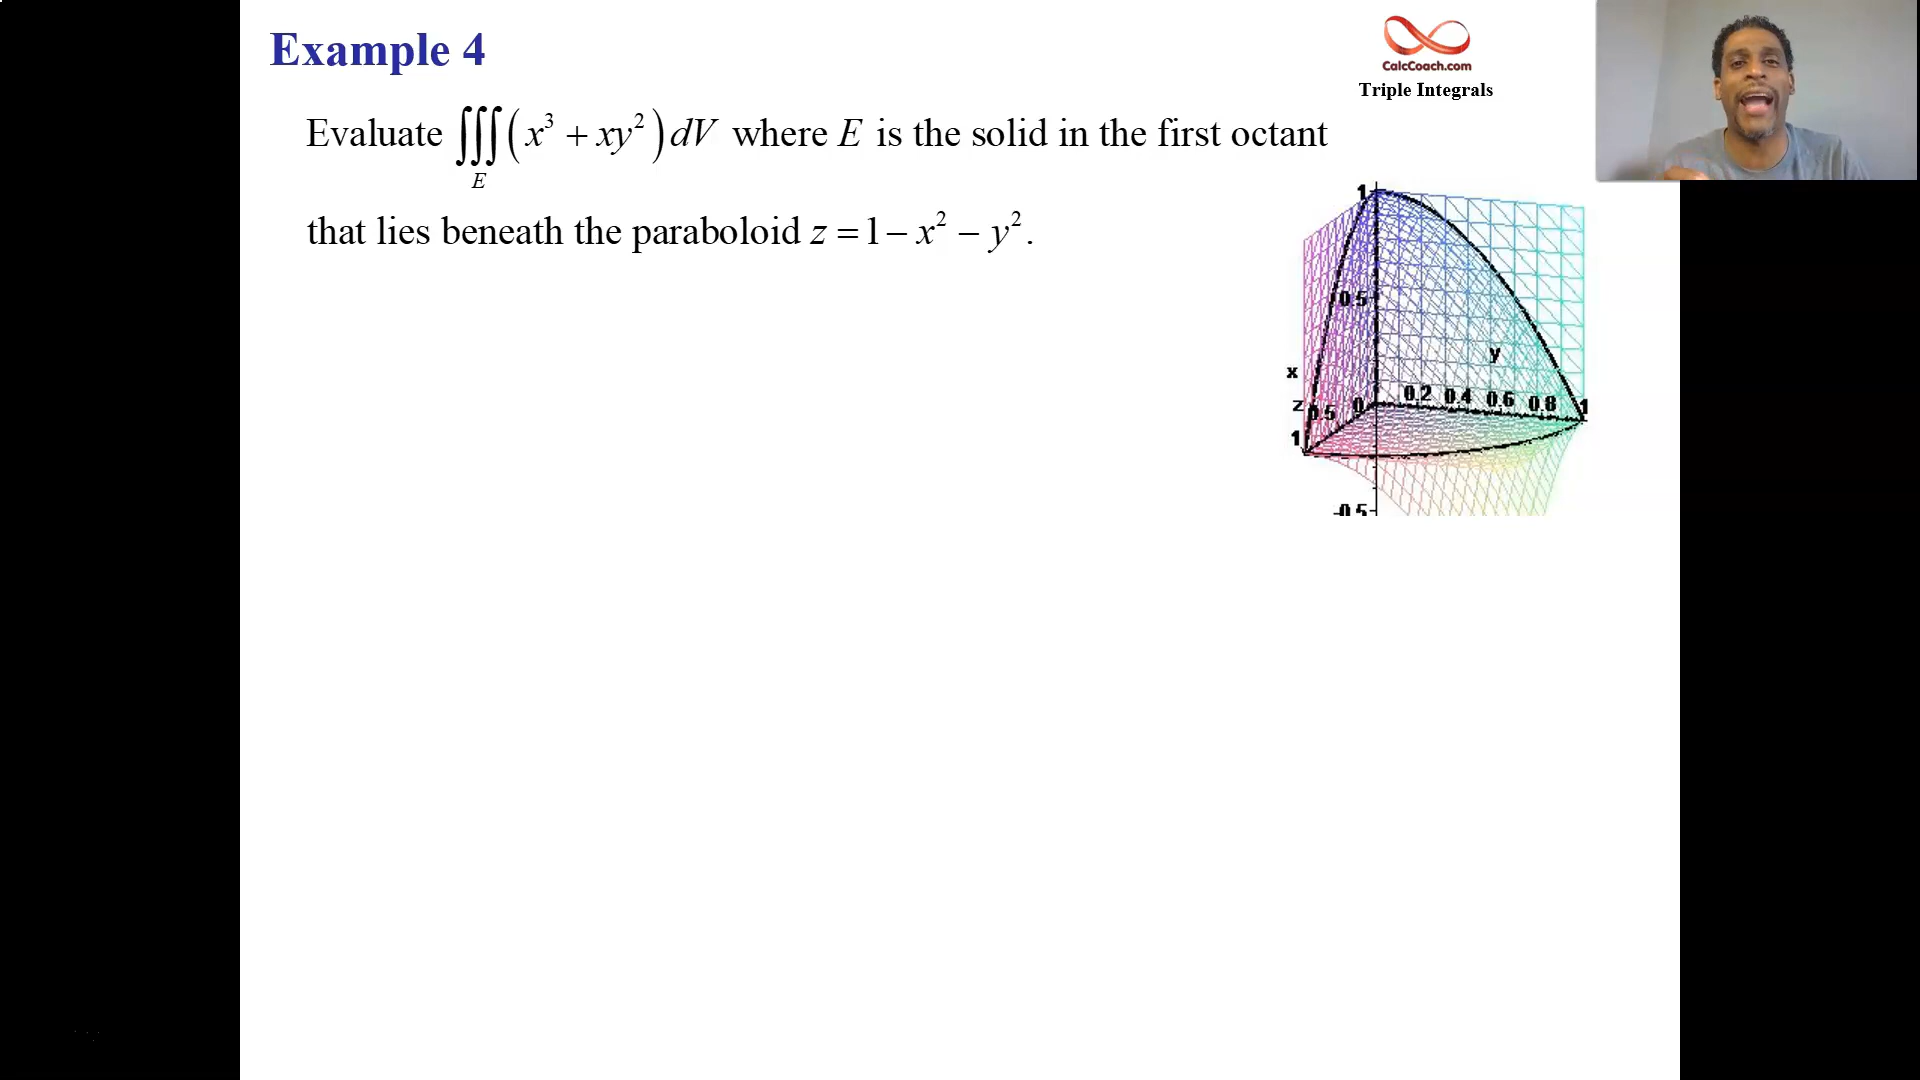 Example 4
CalcCoach.com
Triple Integrals
Evaluate ∭_E (x³ + xy²) dV where E is the solid in the first octant
that lies beneath the paraboloid z = 1 − x² − y².
1
0.5
y
x
0.2 0.4 0.6 0.8 1
z 0.5 0
1
-0.5